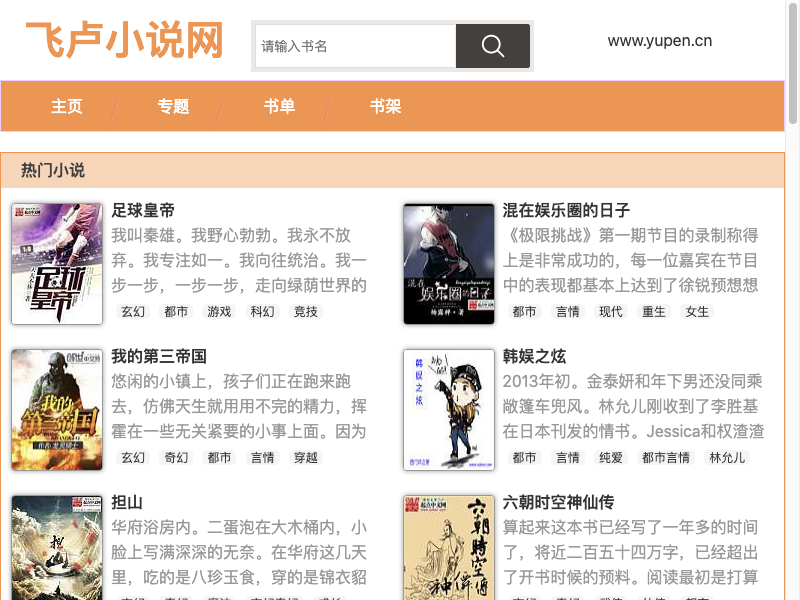 飞卢小说网
请输入书名
www.yupen.cn
主页 专题 书单 书架
热门小说
足球皇帝
我叫秦雄。我野心勃勃。我永不放
弃。我专注如一。我向往统治。我一
步一步，一步一步，走向绿荫世界的
玄幻 都市 游戏 科幻 竞技
混在娱乐圈的日子
《极限挑战》第一期节目的录制称得
上是非常成功的，每一位嘉宾在节目
中的表现都基本上达到了徐锐预想想
都市 言情 现代 重生 女生
我的第三帝国
悠闲的小镇上，孩子们正在跑来跑
去，仿佛天生就用用不完的精力，挥
霍在一些无关紧要的小事上面。因为
玄幻 奇幻 都市 言情 穿越
韩娱之炫
2013年初。金泰妍和年下男还没同乘
敞篷车兜风。林允儿刚收到了李胜基
在日本刊发的情书。Jessica和权渣渣
都市 言情 纯爱 都市言情 林允儿
担山
华府浴房内。二蛋泡在大木桶内，小
脸上写满深深的无奈。在华府这几天
里，吃的是八珍玉食，穿的是锦衣貂
六朝时空神仙传
算起来这本书已经写了一年多的时间
了，将近二百五十四万字，已经超出
了开书时候的预料。阅读最初是打算